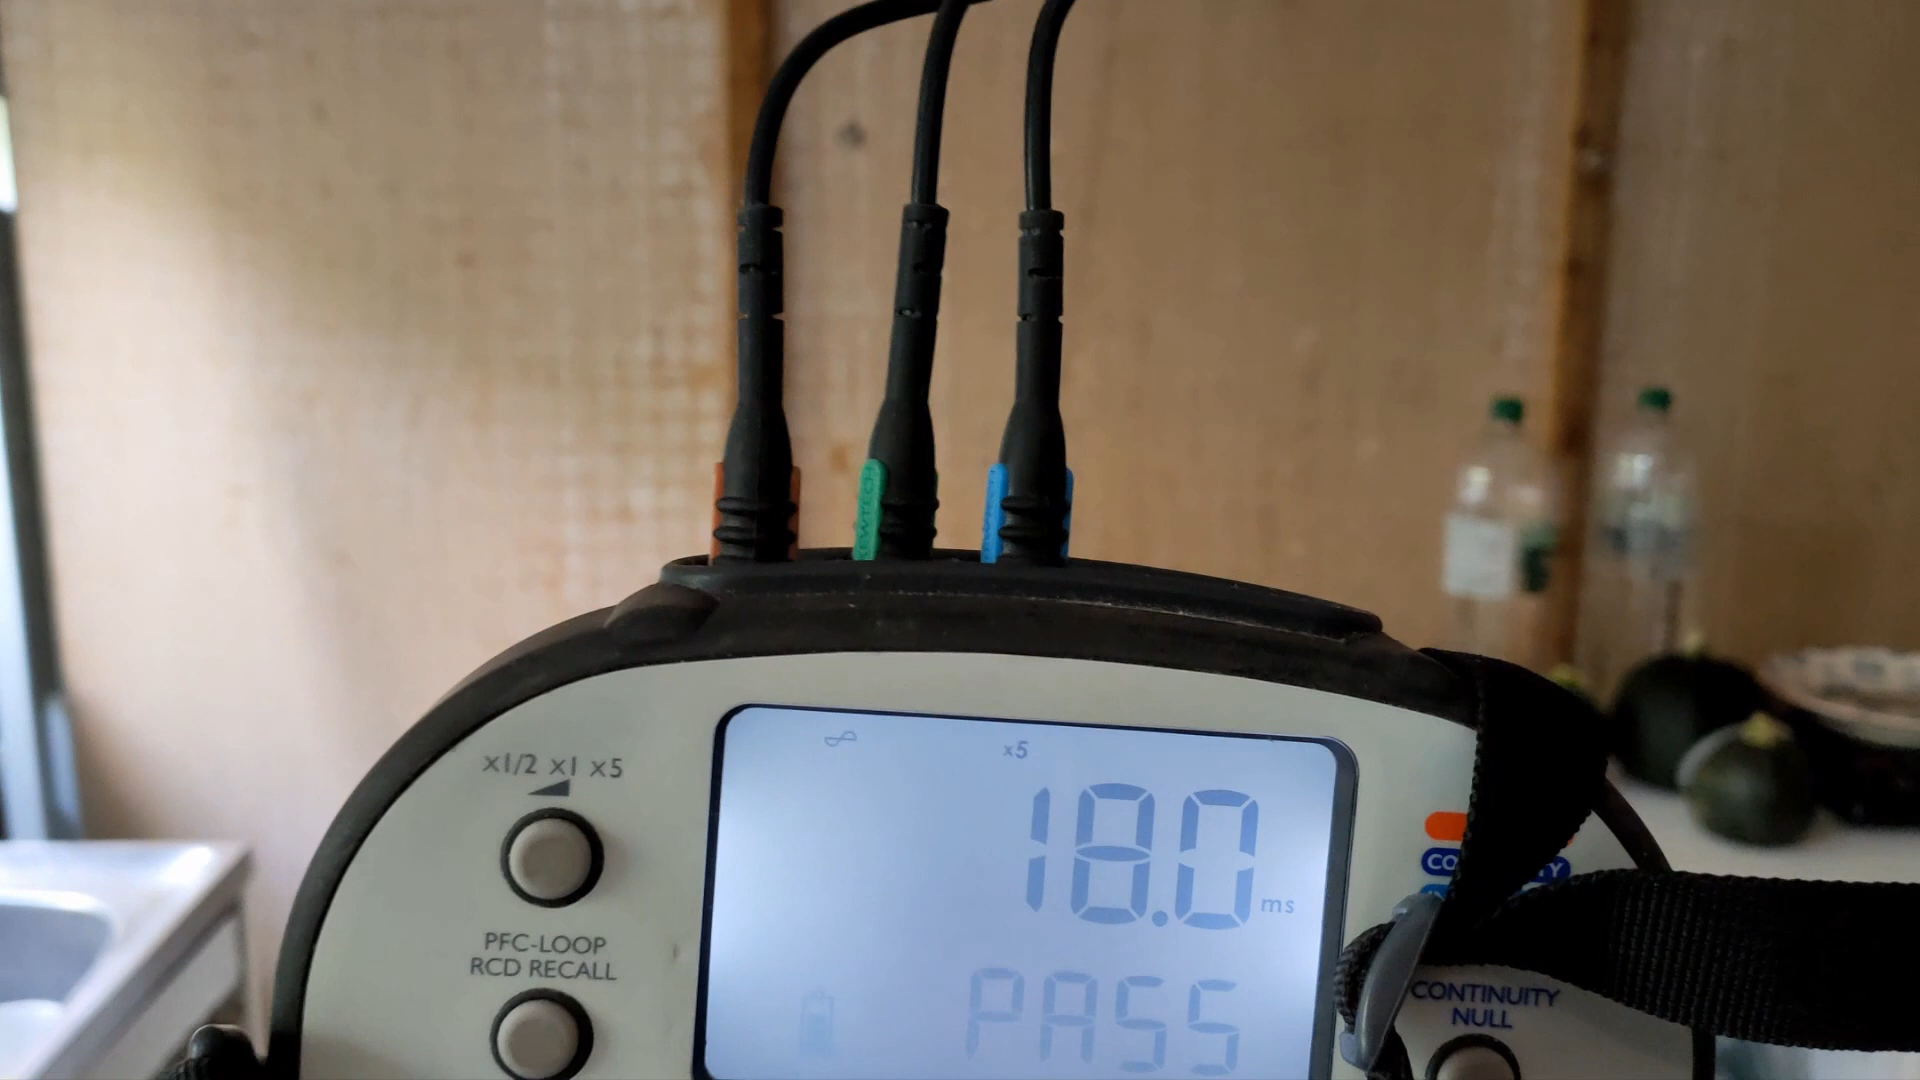 x1/2 x1 x5
PFC-LOOP
RCD RECALL
x5
18.0
ms
PASS
CONTINUITY
NULL